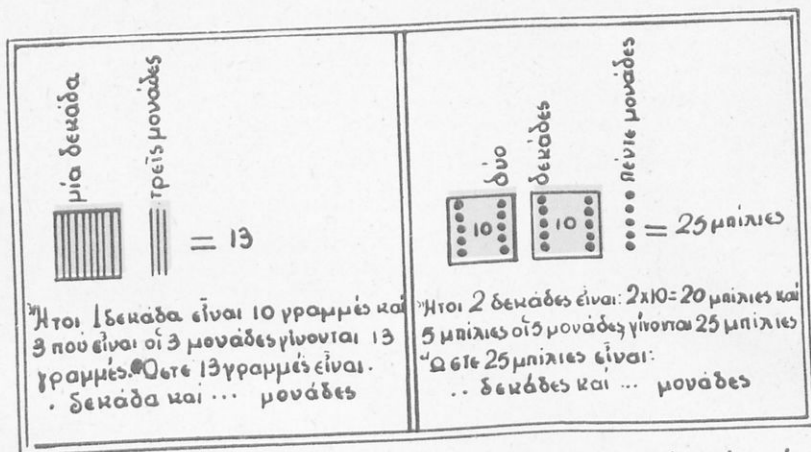 μία δεκάδα
τρεῖς μονάδες
= 13
Ἤτοι 1 δεκάδα εἶναι 10 γραμμές καί
3 πού εἶναι οἱ 3 μονάδες γίνονται 13
γραμμές. Ὥστε 13 γραμμές εἶναι.
. δεκάδα καί ... μονάδες
δύο
δεκάδες
πέντε μονάδες
10
10
= 25 μπίλιες
Ἤτοι 2 δεκάδες εἶναι: 2x10=20 μπίλιες καί
5 μπίλιες οἱ 5 μονάδες, γίνονται 25 μπίλιες
Ὥστε 25 μπίλιες εἶναι:
.. δεκάδες καί ... μονάδες